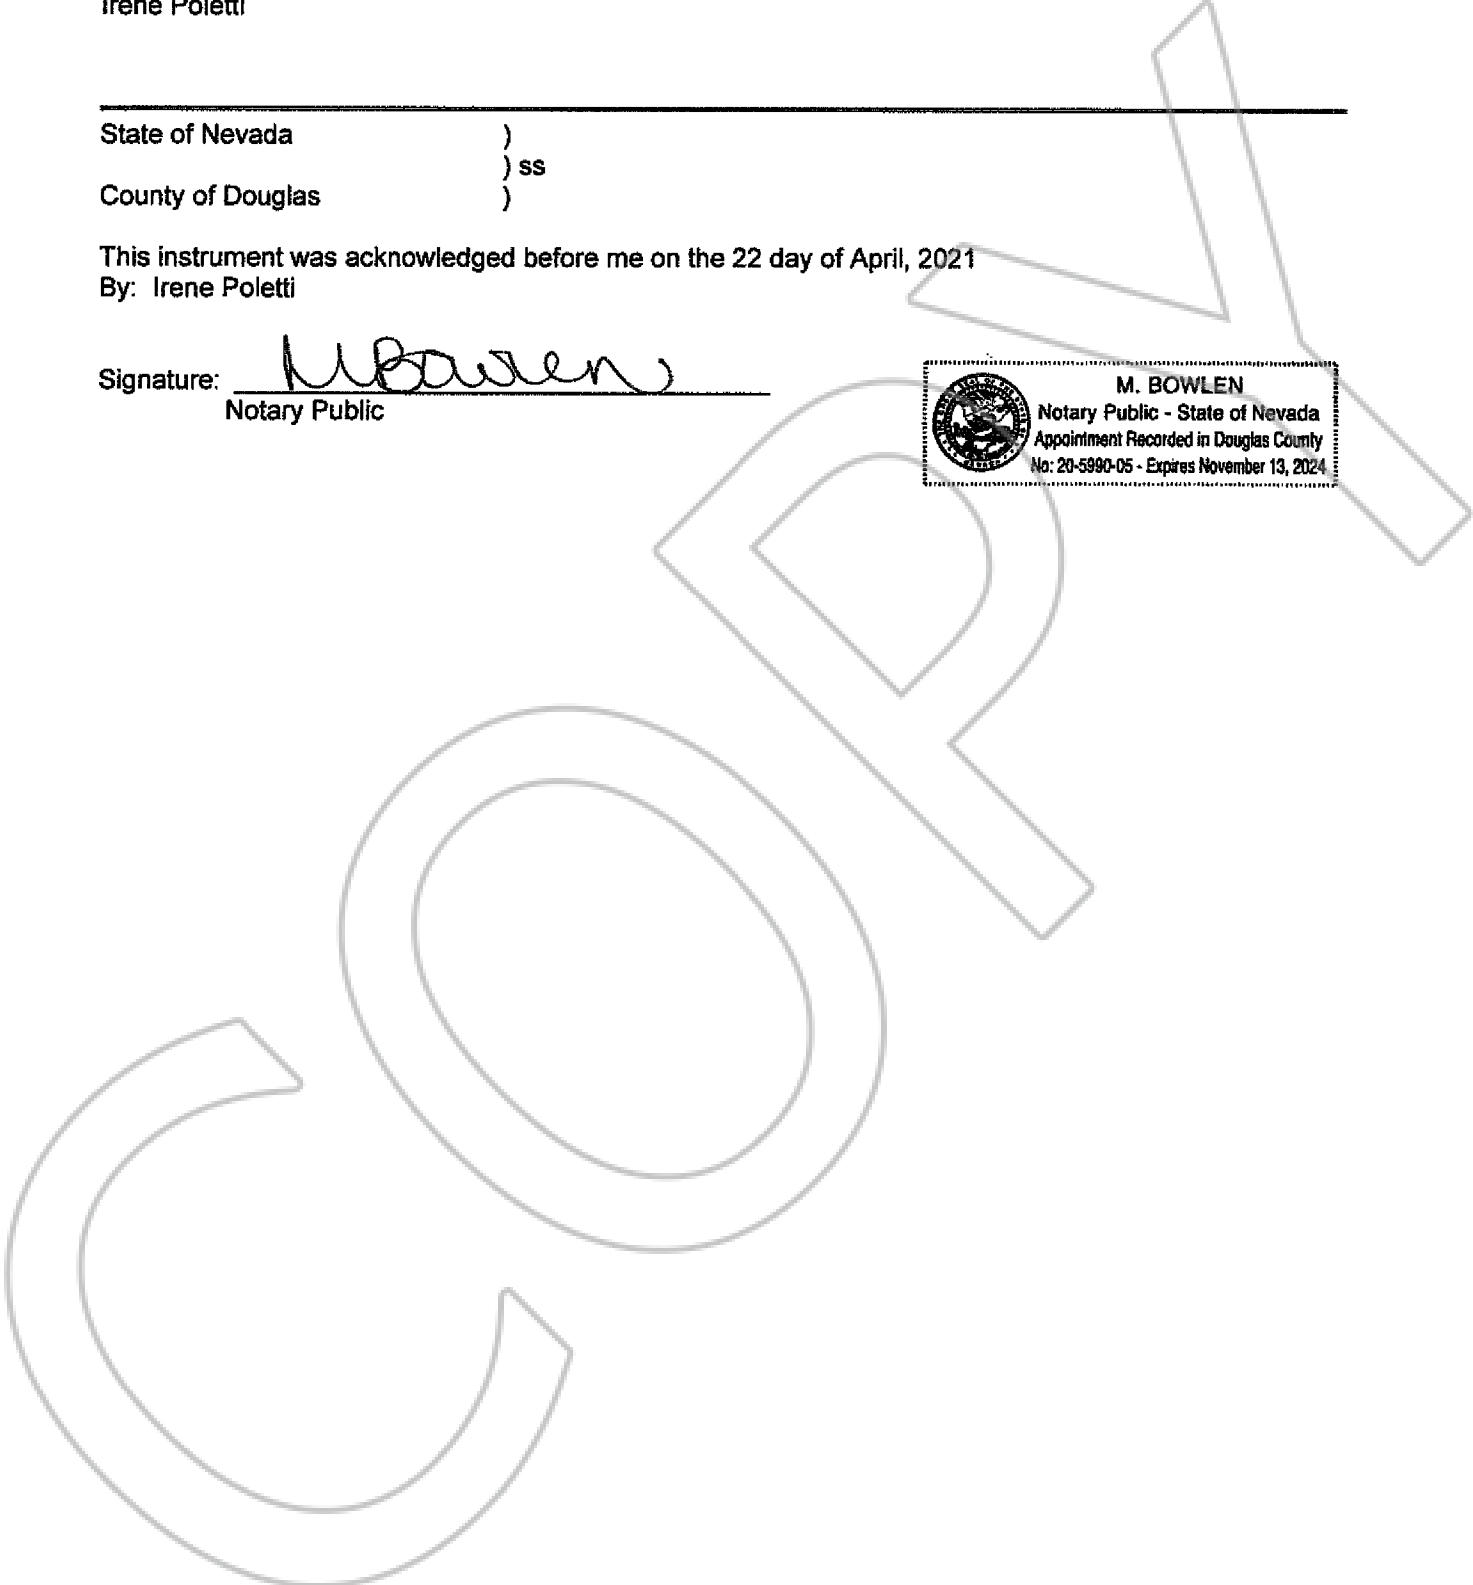 Irene Poletti
State of Nevada )
) ss
County of Douglas )
This instrument was acknowledged before me on the 22 day of April, 2021
By: Irene Poletti
Signature: M Bowlen
Notary Public
M. BOWLEN
Notary Public - State of Nevada
Appointment Recorded in Douglas County
No: 20-5990-05 - Expires November 13, 2024
COPY